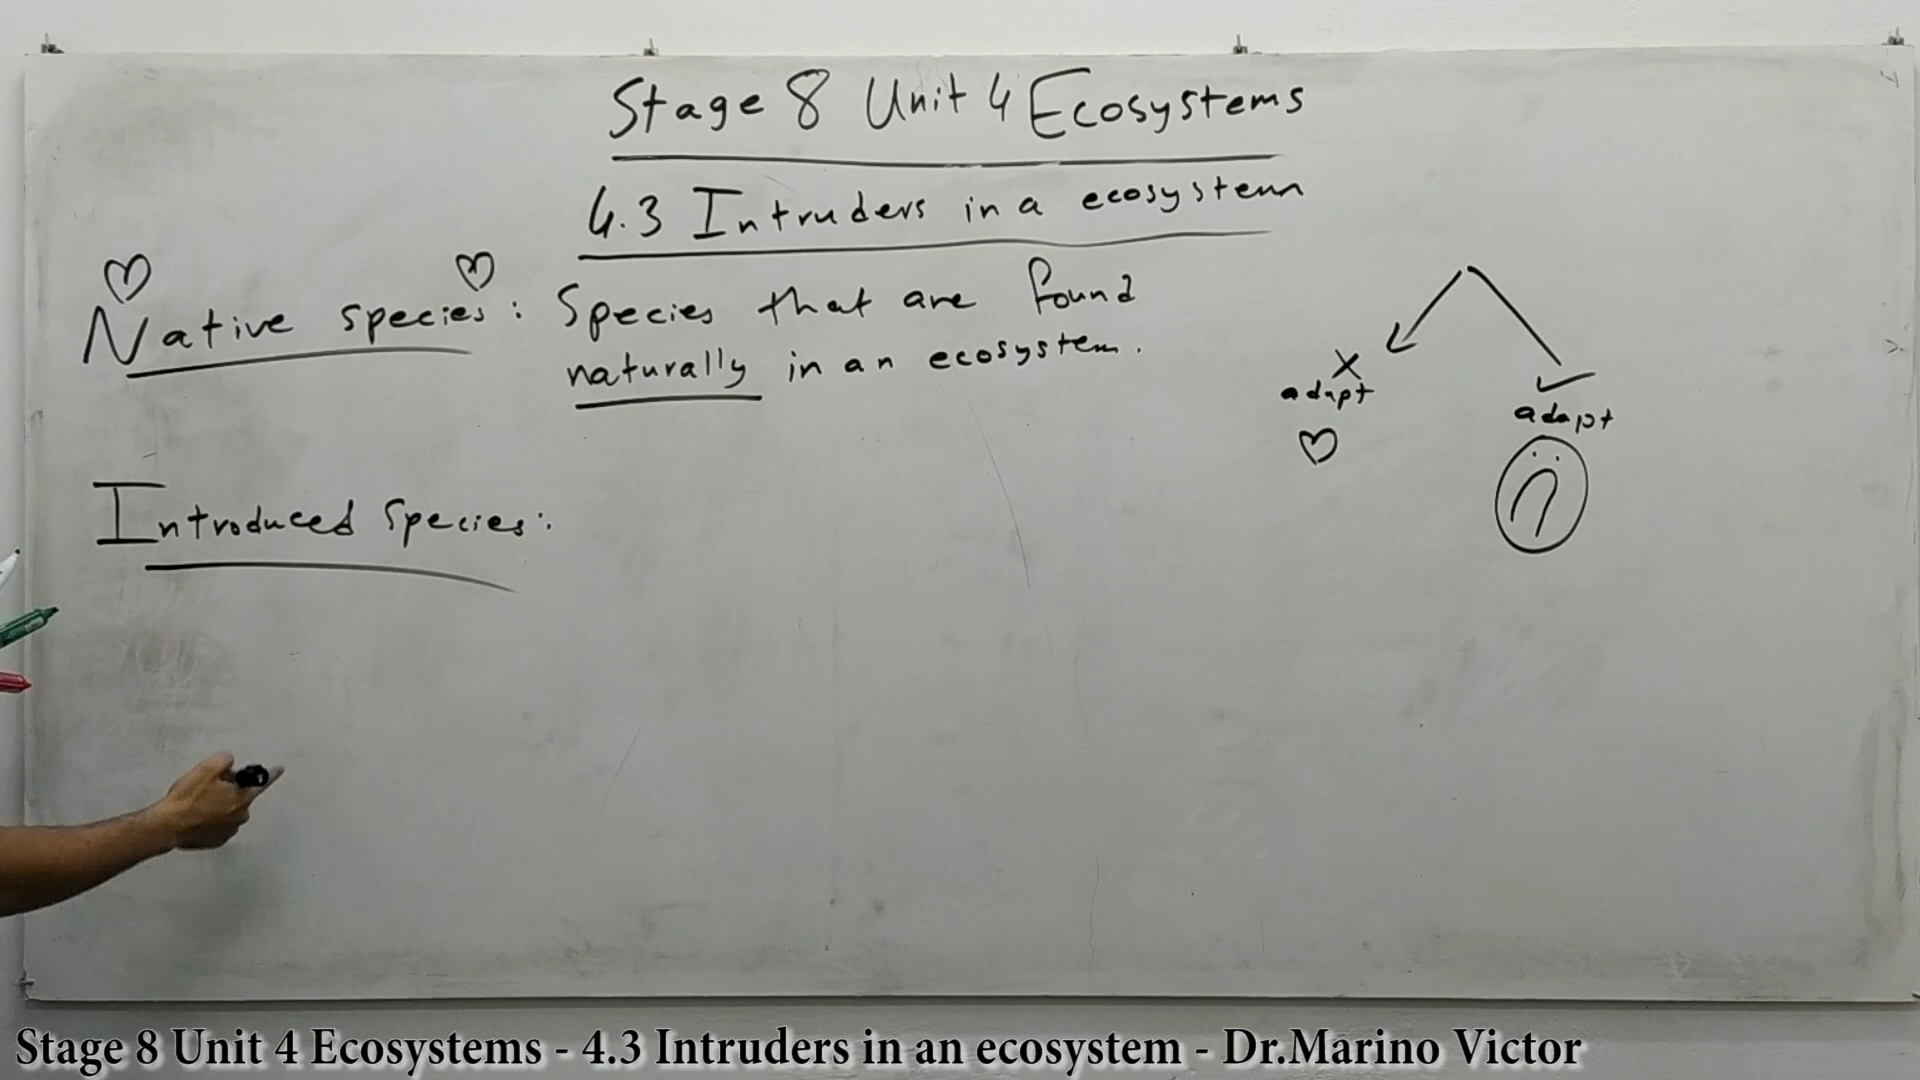 Stage 8 Unit 4 Ecosystems
4.3 Intruders in a ecosystem
Native species: Species that are found
naturally in an ecosystem.
Introduced species:
adapt
adapt
Stage 8 Unit 4 Ecosystems - 4.3 Intruders in an ecosystem - Dr.Marino Victor